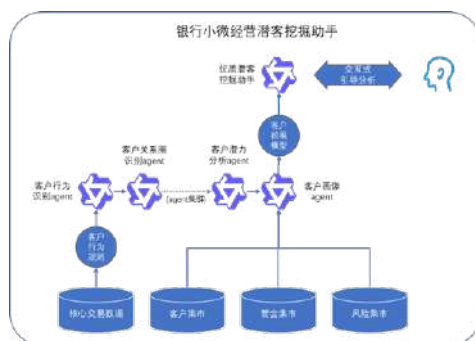 银行小微经营潜客挖掘助手
优质潜客
挖掘助手
交互式
引导分析
客户
挖掘
模型
客户关系圈
识别agent
客户潜力
分析agent
客户行为
识别agent
(agent集群)
客户画像
agent
客户
行为
规则
核心交易数据
客户集市
资金集市
风险集市